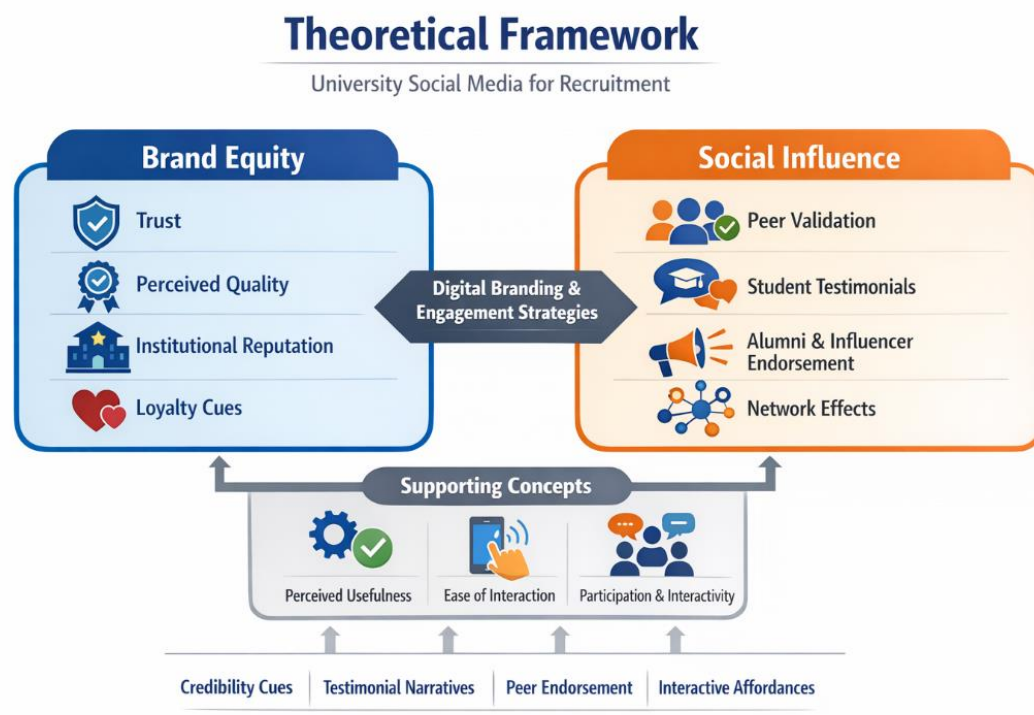 Theoretical Framework
University Social Media for Recruitment
Brand Equity
Trust
Perceived Quality
Institutional Reputation
Loyalty Cues
Digital Branding &
Engagement Strategies
Social Influence
Peer Validation
Student Testimonials
Alumni & Influencer
Endorsement
Network Effects
Supporting Concepts
Perceived Usefulness
Ease of Interaction
Participation & Interactivity
Credibility Cues
Testimonial Narratives
Peer Endorsement
Interactive Affordances